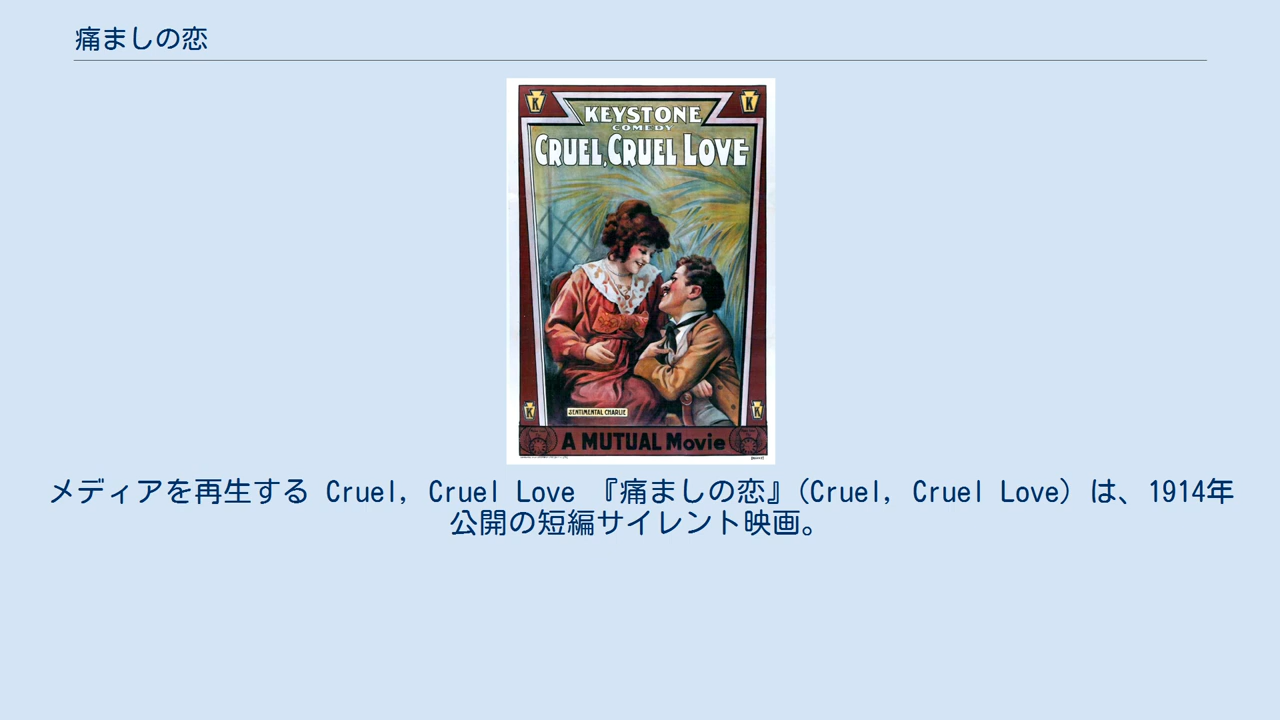 痛ましの恋
K
K
KEYSTONE
COMEDY
CRUEL, CRUEL LOVE
K
K
SENTIMENTAL CHARLIE
A MUTUAL Movie
メディアを再生する Cruel, Cruel Love 『痛ましの恋』(Cruel, Cruel Love) は、1914年
公開の短編サイレント映画。